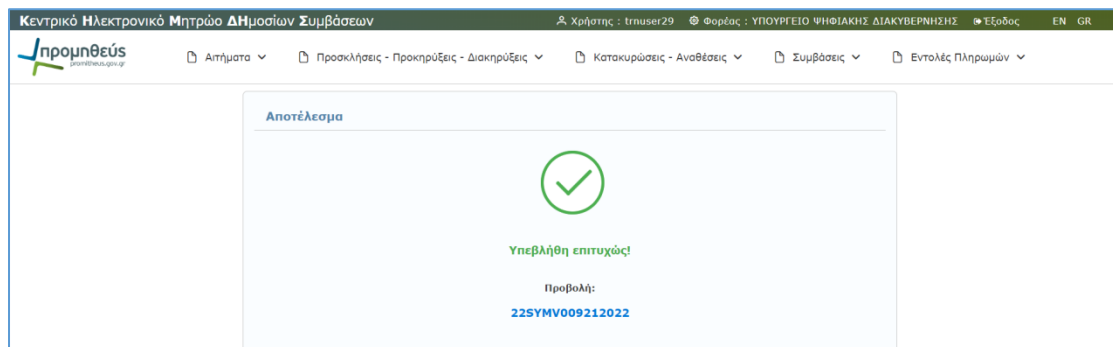 Κεντρικό Ηλεκτρονικό Μητρώο ΔΗμοσίων Συμβάσεων
Χρήστης : trnuser29 Φορέας : ΥΠΟΥΡΓΕΙΟ ΨΗΦΙΑΚΗΣ ΔΙΑΚΥΒΕΡΝΗΣΗΣ Έξοδος EN GR
προμηθεύς
promitheus.gov.gr
Αιτήματα Προσκλήσεις - Προκηρύξεις - Διακηρύξεις Κατακυρώσεις - Αναθέσεις Συμβάσεις Εντολές Πληρωμών
Αποτέλεσμα
Υπεβλήθη επιτυχώς!
Προβολή:
22SYMV009212022